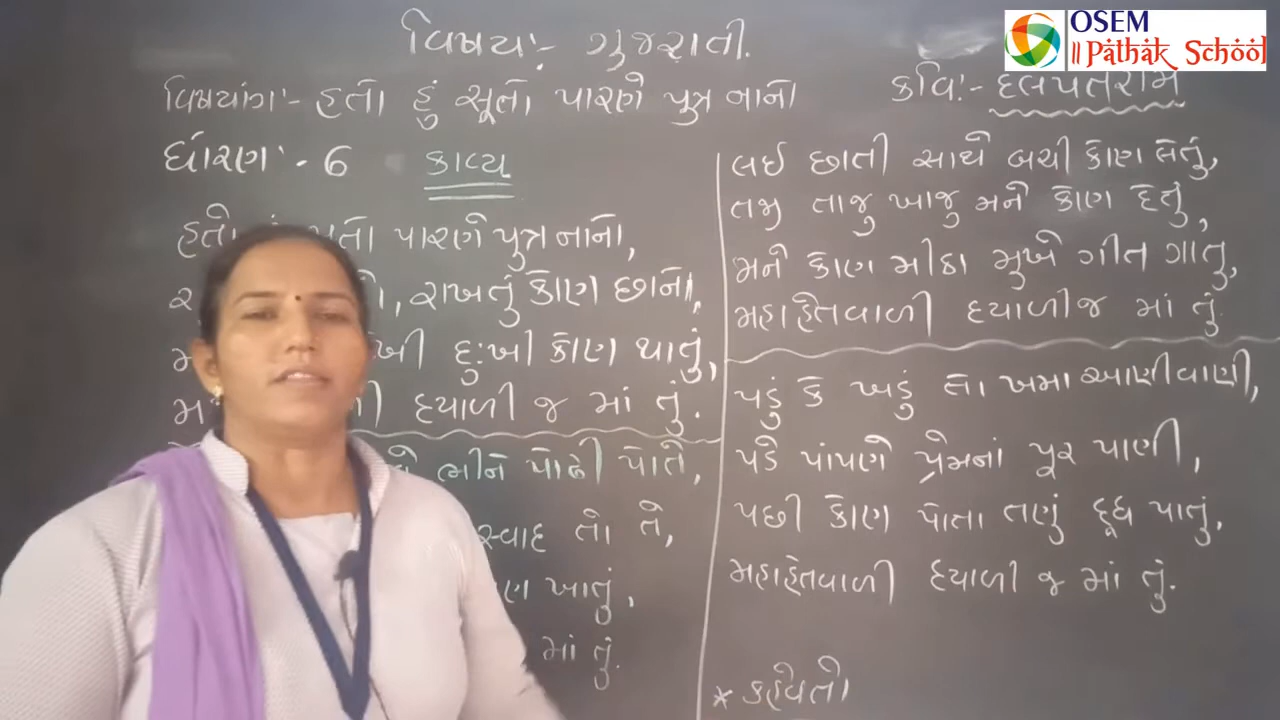 વિષય:- ગુજરાતી.
OSEM
Pathak School
વિષયાંગ:- હતો હું સૂતો પારણે પુત્ર નાનો
કવિ:- દલપતરામ
ધોરણ:- 6 કાવ્ય
હતો સૂતો પારણે પુત્ર નાનો,
રાખતું કોણ છાનો,
દુઃખી કોણ થાતું,
દયાળી જ માં તું.
ભીને પોઢી પોતે,
સ્વાદ તો તે,
ખાતું,
માં તું.
લઈ છાતી સાથે બચી કોણ લેતું,
તજી તાજુ ખાજુ મને કોણ દેતું,
મને કોણ મીઠા મુખે ગીત ગાતુ,
મહાહેતવાળી દયાળીજ માં તું.
પડું કે ખડું તો ખમા આણીવાણી,
પડે પાંપણે પ્રેમનાં પૂર પાણી,
પછી કોણ પોતા તણું દૂધ પાતું,
મહાહેતવાળી દયાળી જ માં તું.
* કહેવતો